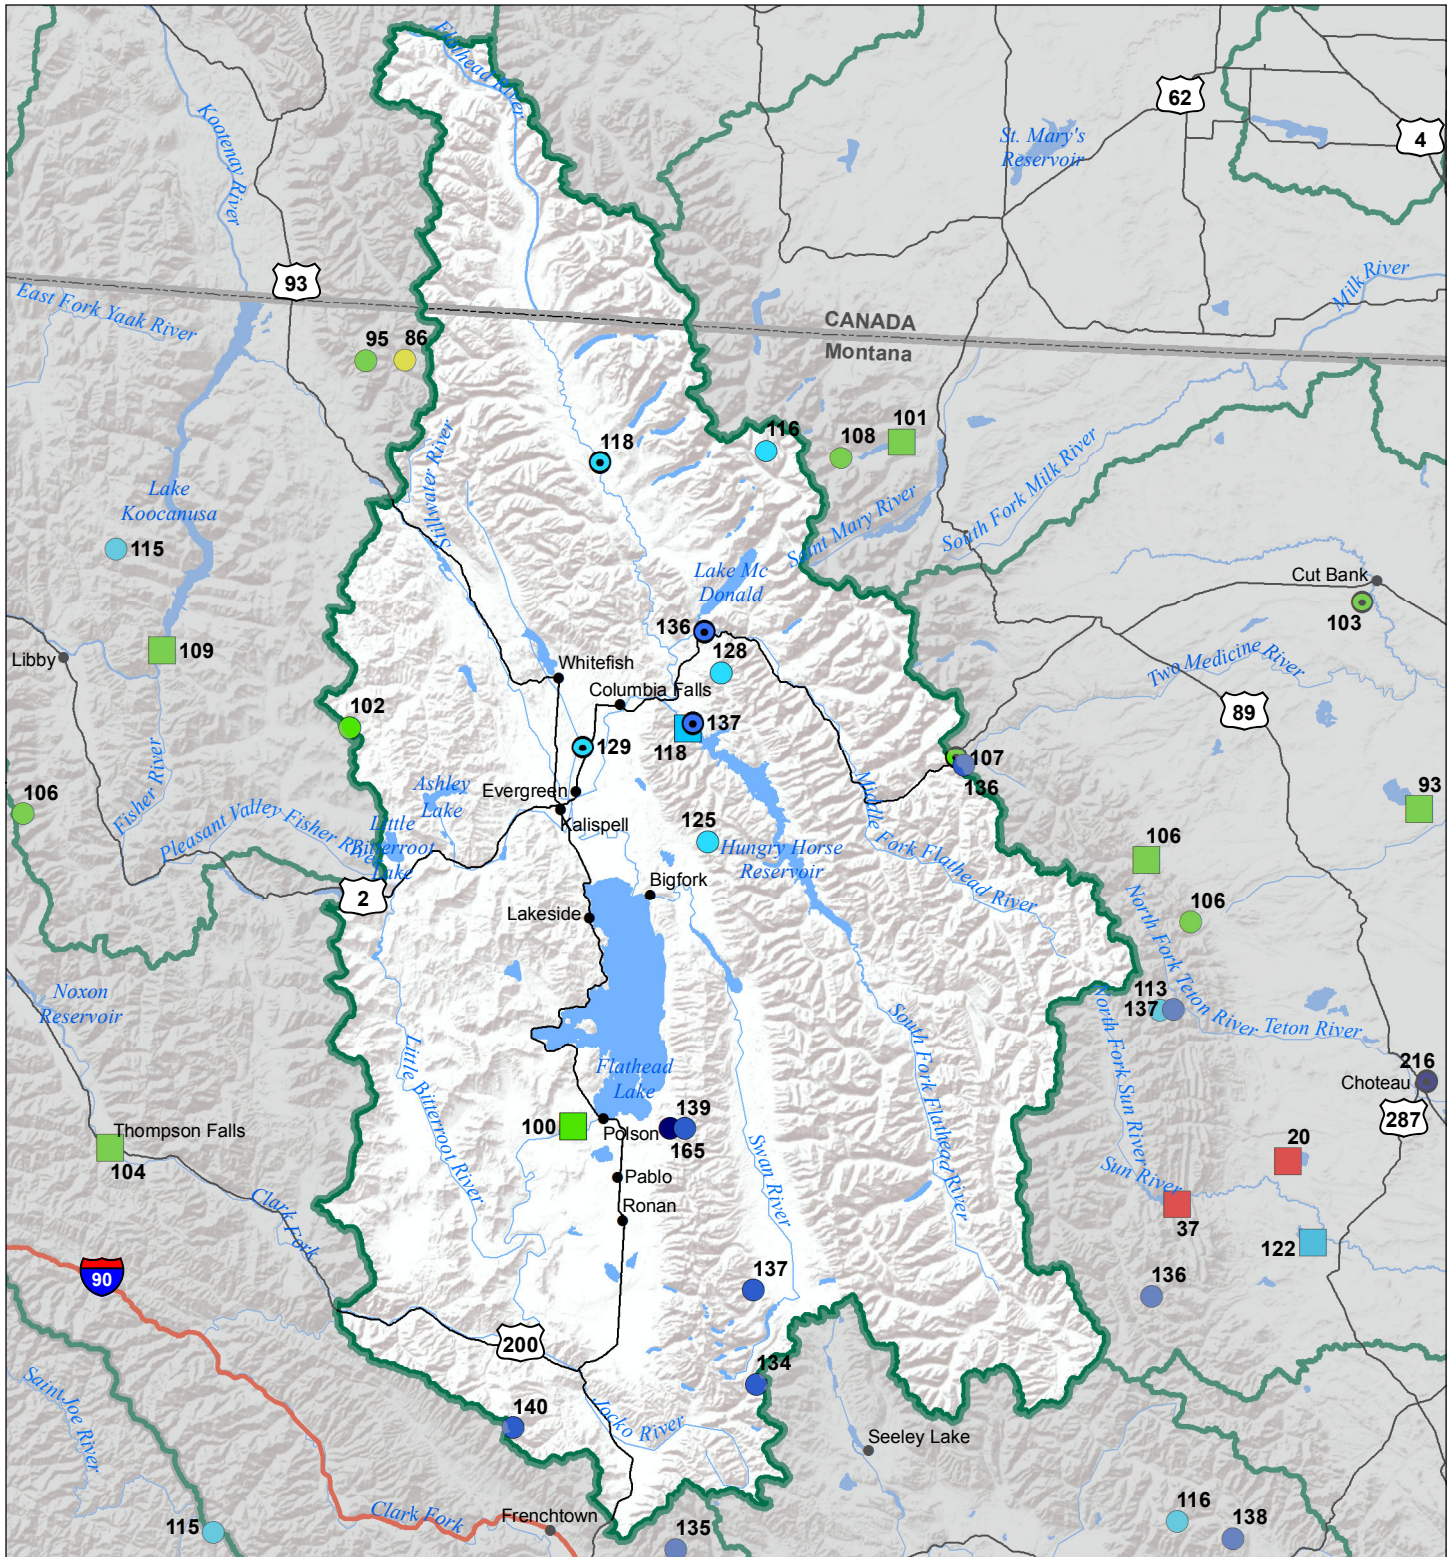 Flathead River
62
4
St. Mary's
Reservoir
Kootenay River
93
Milk River
East Fork Yaak River
CANADA
Montana
95
86
118
116
108
101
Stillwater River
Lake
Koocanusa
Saint Mary River
South Fork Milk River
115
Lake Mc
Donald
Cut Bank
103
136
128
Two Medicine River
Libby
109
Whitefish
Columbia Falls
89
102
137
118
129
107
136
Fisher River
106
Ashley
Lake
Evergreen
Kalispell
93
Pleasant Valley Fisher River
Little
Bitterroot
Lake
125
Hungry Horse
Reservoir
Middle Fork Flathead River
106
2
Bigfork
Lakeside
106
North Fork Teton River
Noxon
Reservoir
113
137
Teton River
North Fork Sun River
South Fork Flathead River
Little Bitterroot River
Flathead
Lake
216
Choteau
287
100
Polson
139
165
Thompson Falls
104
Swan River
20
Pablo
Sun River
37
Ronan
Clark Fork
122
90
137
136
200
134
Saint Joe River
140
Jocko River
Seeley Lake
Clark Fork
Frenchtown
115
135
116
138